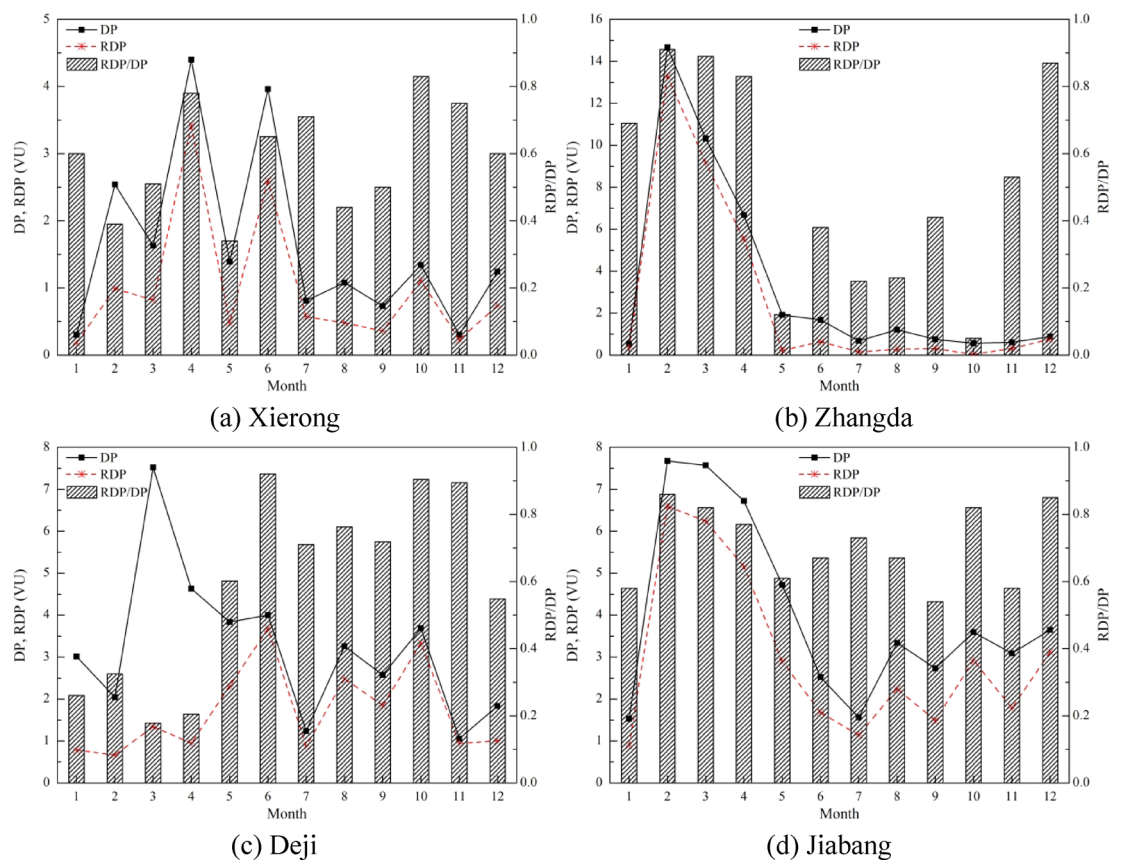 5
4
3
2
1
0
DP, RDP (VU)
DP
RDP
RDP/DP
1.0
0.8
0.6
0.4
0.2
0.0
RDP/DP
1 2 3 4 5 6 7 8 9 10 11 12
Month
(a) Xierong
16
14
12
10
8
6
4
2
0
DP, RDP (VU)
DP
RDP
RDP/DP
1.0
0.8
0.6
0.4
0.2
0.0
RDP/DP
1 2 3 4 5 6 7 8 9 10 11 12
Month
(b) Zhangda
8
7
6
5
4
3
2
1
0
DP, RDP (VU)
DP
RDP
RDP/DP
1.0
0.8
0.6
0.4
0.2
0.0
RDP/DP
1 2 3 4 5 6 7 8 9 10 11 12
Month
(c) Deji
8
7
6
5
4
3
2
1
0
DP, RDP (VU)
DP
RDP
RDP/DP
1.0
0.8
0.6
0.4
0.2
0.0
RDP/DP
1 2 3 4 5 6 7 8 9 10 11 12
Month
(d) Jiabang